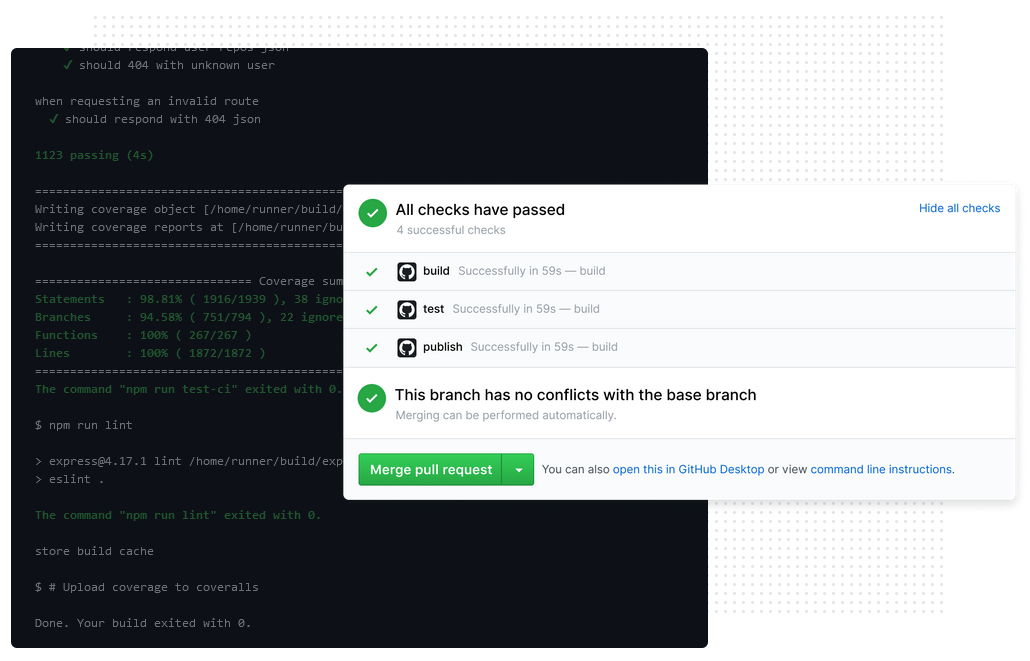 ✓ should respond user repos json
✓ should 404 with unknown user
when requesting an invalid route
✓ should respond with 404 json
1123 passing (4s)
=============================================
Writing coverage object [/home/runner/build/
Writing coverage reports at [/home/runner/bu
=============================================
=============================== Coverage sum
Statements   : 98.81% ( 1916/1939 ), 38 igno
Branches     : 94.58% ( 751/794 ), 22 ignore
Functions    : 100% ( 267/267 )
Lines        : 100% ( 1872/1872 )
=============================================
The command "npm run test-ci" exited with 0.
$ npm run lint
> express@4.17.1 lint /home/runner/build/exp
> eslint .
The command "npm run lint" exited with 0.
store build cache
$ # Upload coverage to coveralls
Done. Your build exited with 0.
All checks have passed
Hide all checks
4 successful checks
build Successfully in 59s — build
test Successfully in 59s — build
publish Successfully in 59s — build
This branch has no conflicts with the base branch
Merging can be performed automatically.
Merge pull request
You can also open this in GitHub Desktop or view command line instructions.